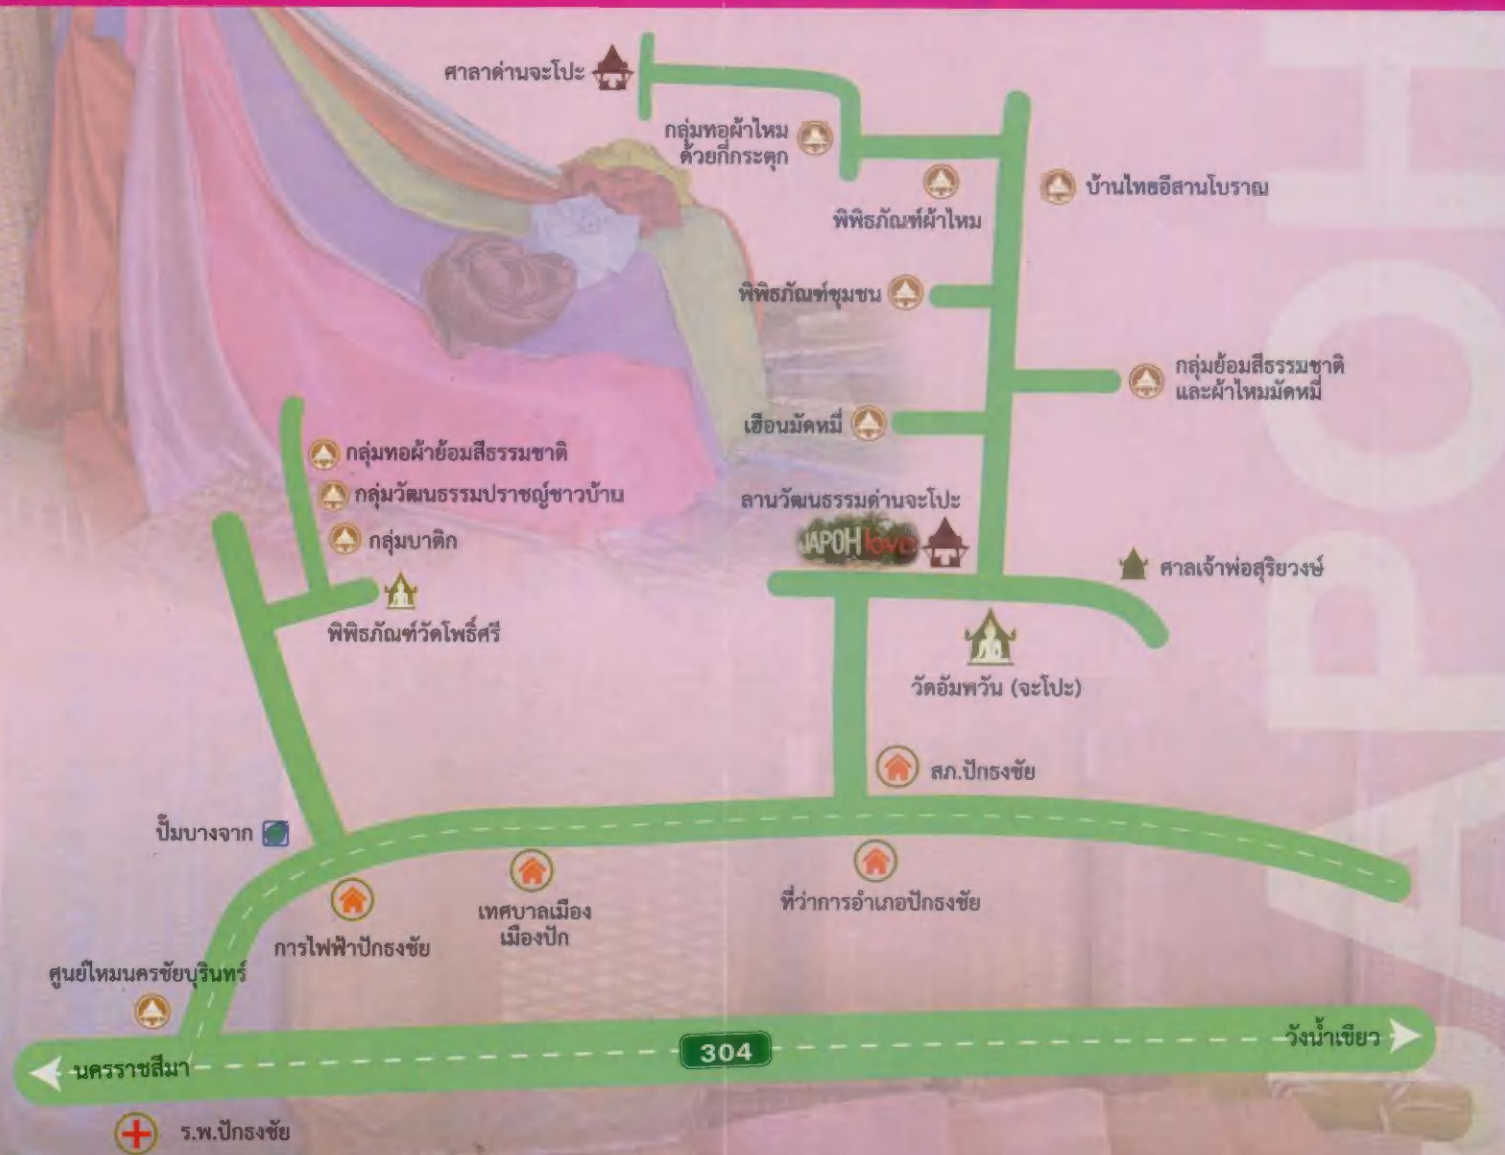 ศาลาด่านจะโปะ
กลุ่มทอผ้าไหม
ด้วยกี่กระตุก
พิพิธภัณฑ์ผ้าไหม
บ้านไทยอีสานโบราณ
พิพิธภัณฑ์ชุมชน
กลุ่มย้อมสีธรรมชาติ
และผ้าไหมมัดหมี่
เฮือนมัดหมี่
กลุ่มทอผ้าย้อมสีธรรมชาติ
กลุ่มวัฒนธรรมปราชญ์ชาวบ้าน
กลุ่มบาติก
พิพิธภัณฑ์วัดโพธิ์ศรี
ลานวัฒนธรรมด่านจะโปะ
JAPOH love
ศาลเจ้าพ่อสุริยวงษ์
วัดอัมพวัน (จะโปะ)
สภ.ปักธงชัย
ปั๊มบางจาก
การไฟฟ้าปักธงชัย
เทศบาลเมือง
เมืองปัก
ที่ว่าการอำเภอปักธงชัย
ศูนย์ไหมนครชัยบุรินทร์
นครราชสีมา
304
วังน้ำเขียว
ร.พ.ปักธงชัย
JAPOH